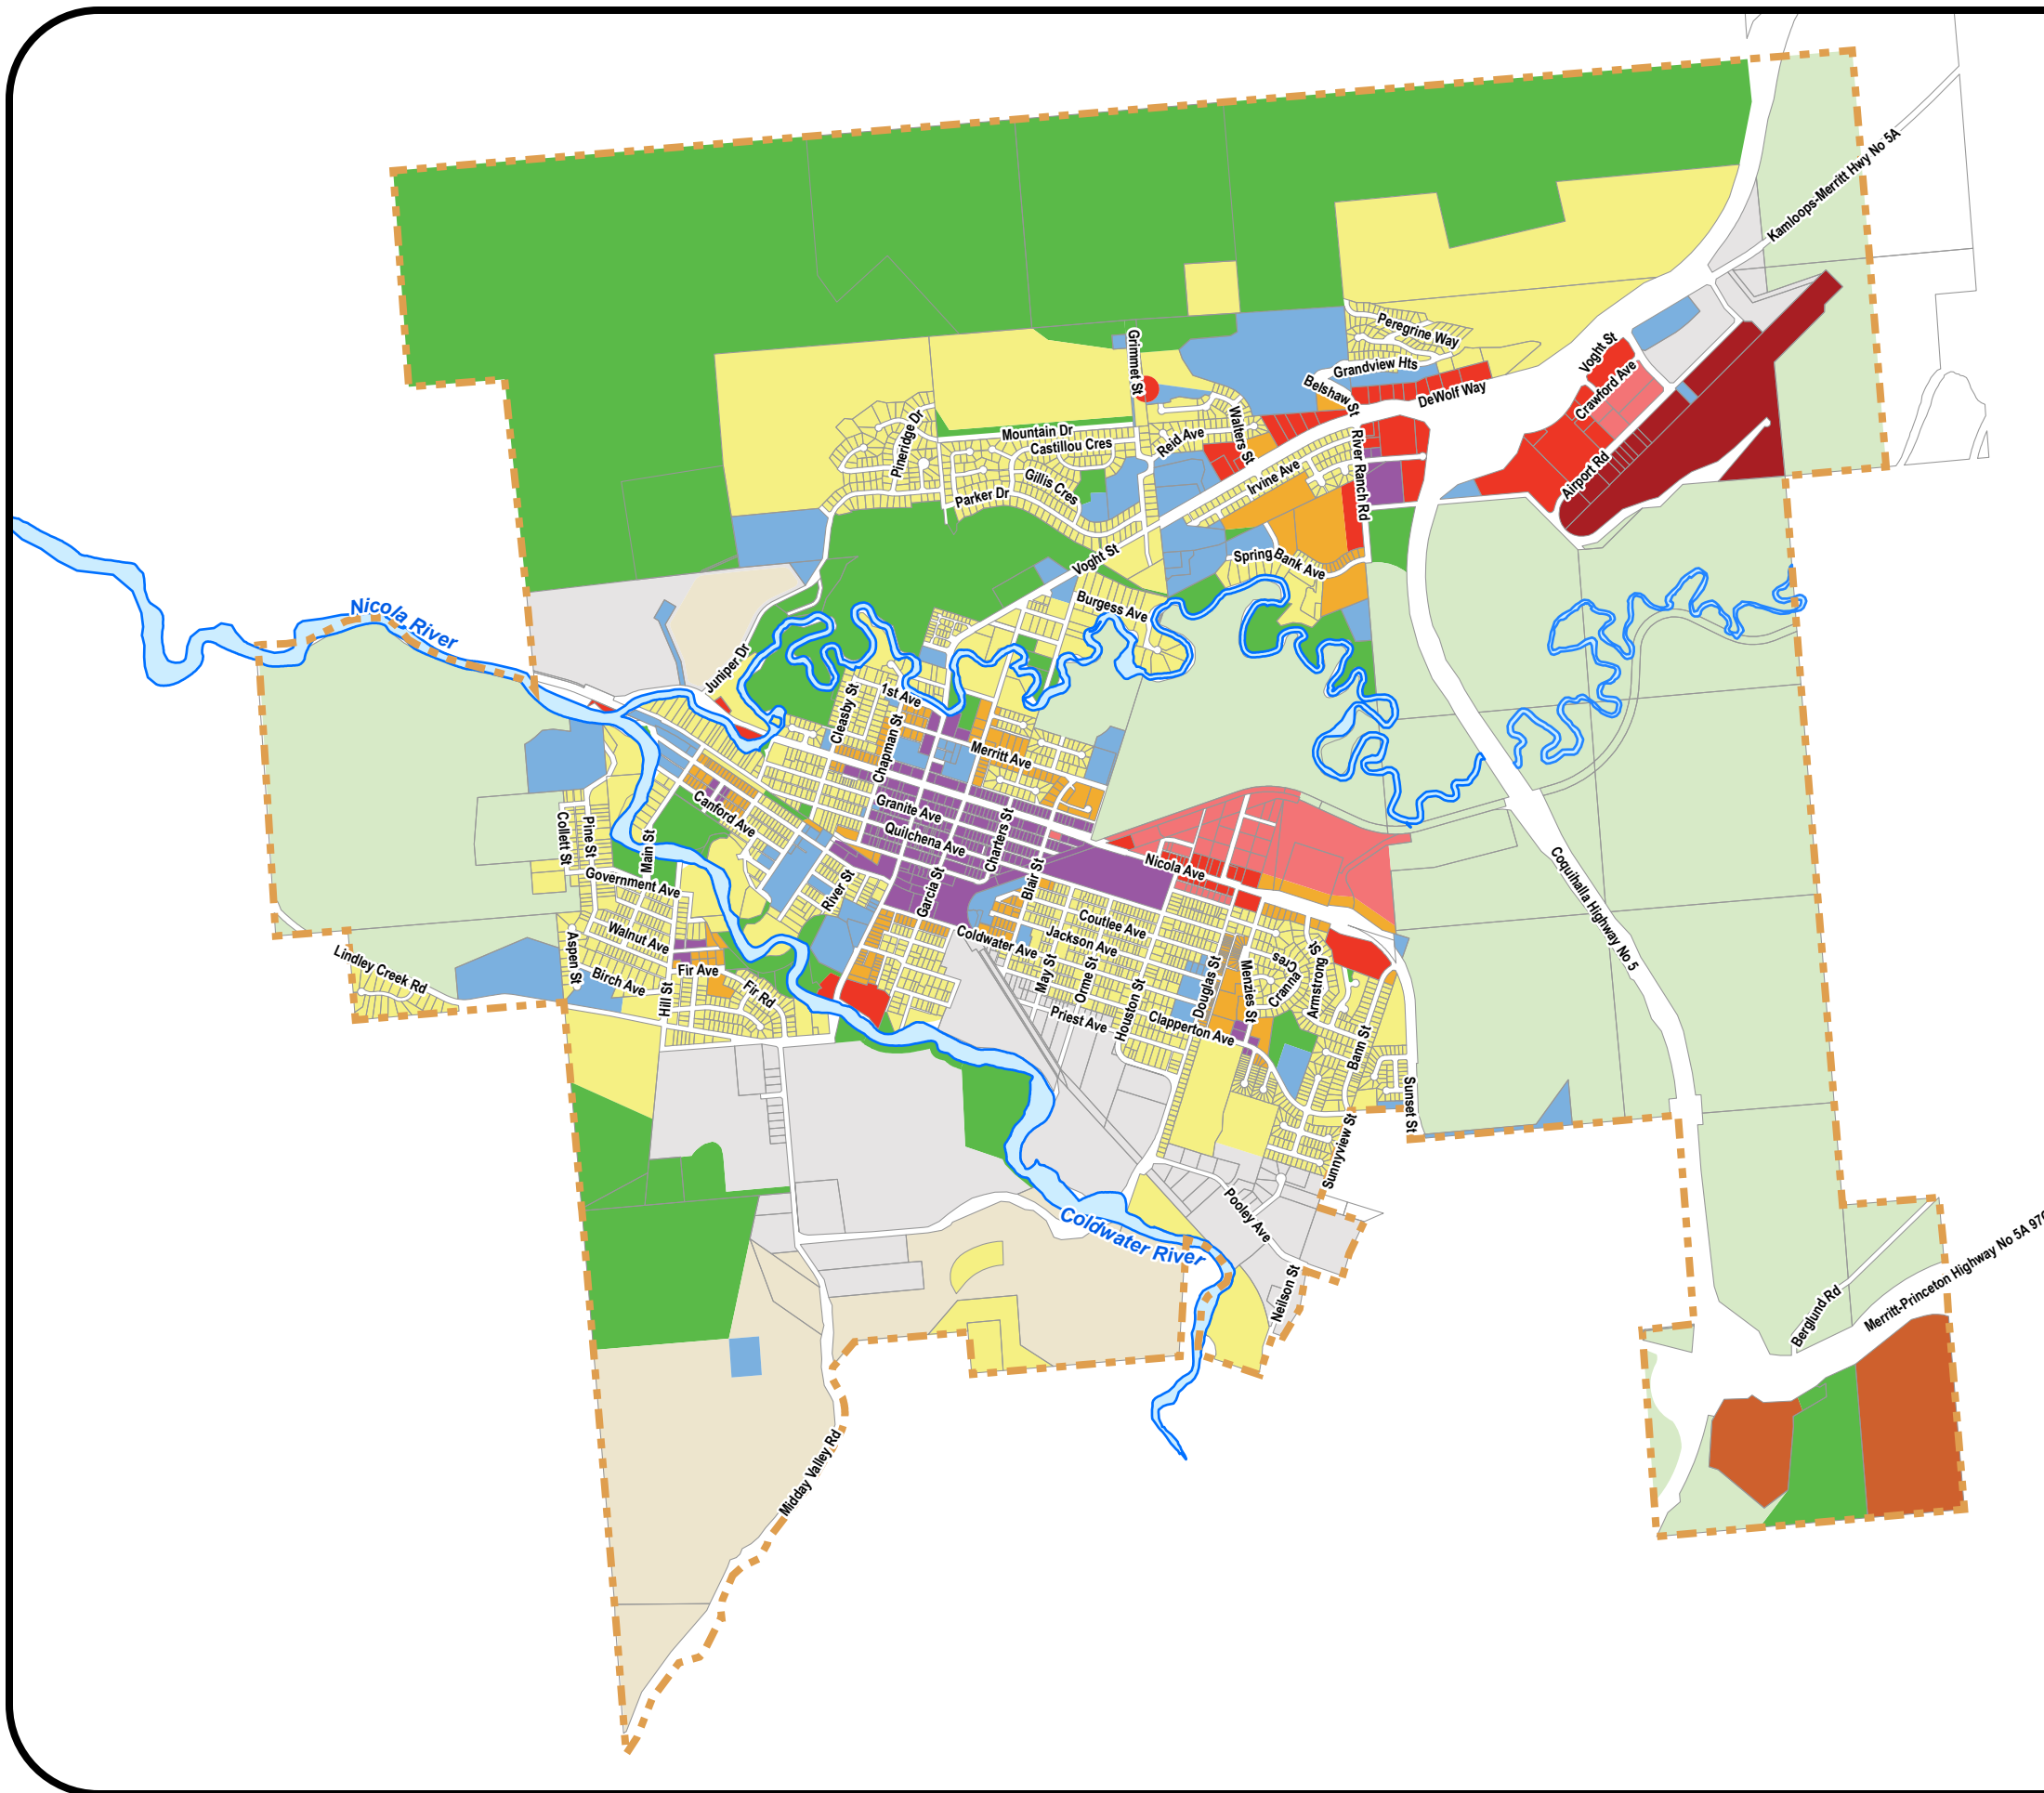 Kamloops-Merritt Hwy No 5A
Peregrine Way
Grimmet St
Voght St
Grandview Hts
Belshaw St
DeWolf Way
Crawford Ave
Pineridge Dr
Mountain Dr
Castillou Cres
Reid Ave
Walters St
River Ranch Rd
Airport Rd
Gillis Cres
Irvine Ave
Parker Dr
Voght St
Spring Bank Ave
Nicola River
Burgess Ave
Juniper Dr
1st Ave
Cleasby St
Chapman St
Merritt Ave
Canford Ave
Granite Ave
Quilchena Ave
Charters St
Collett St
Pine St
Main St
Nicola Ave
Coquihalla Highway No 5
Government Ave
River St
Garcia St
Blair St
Coutlee Ave
Walnut Ave
Coldwater Ave
Jackson Ave
Lindley Creek Rd
Aspen St
Birch Ave
Fir Ave
Fir Rd
Hill St
May St
Orme St
Houston St
Douglas St
Menzies St
Cranna Cres
Armstrong St
Priest Ave
Clapperton Ave
Bann St
Sunset St
Sunnyview St
Pooley Ave
Coldwater River
Neilson St
Berglund Rd
Merritt-Princeton Highway No 5A 97C
Midday Valley Rd